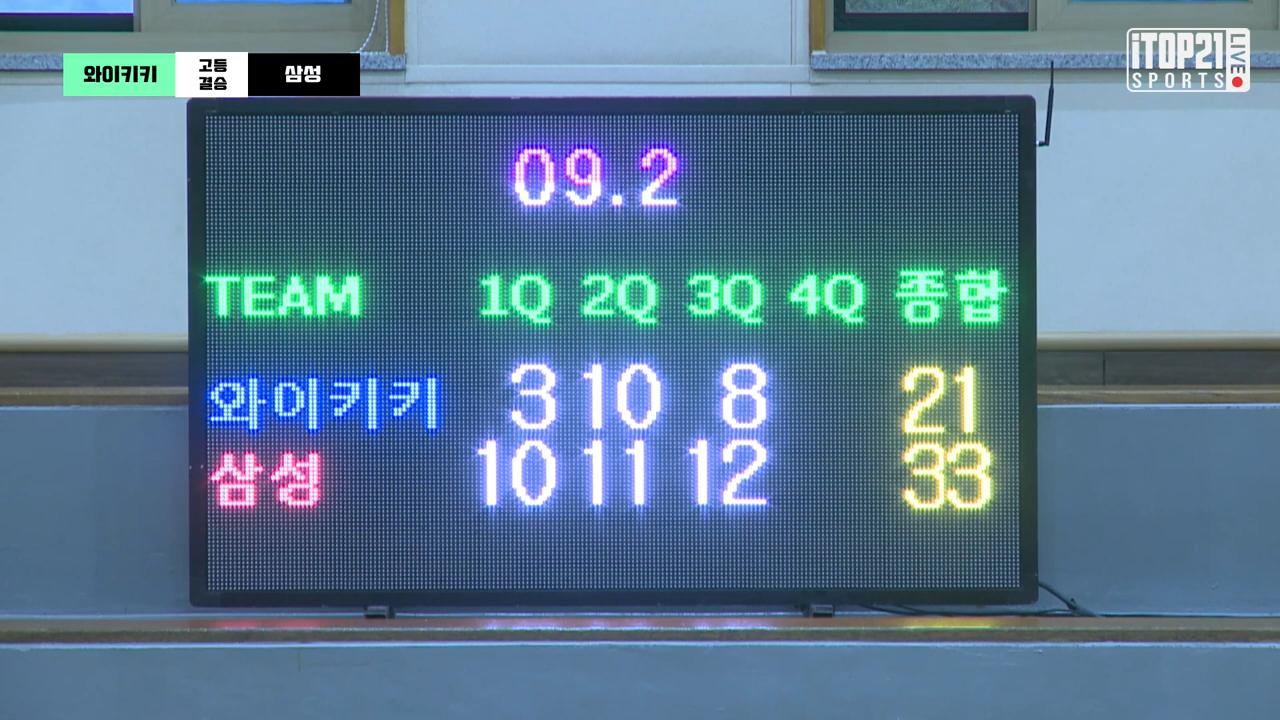 와이키키 고등 결승 삼성
iTOP21 SPORTS LIVE
09.2
TEAM 1Q 2Q 3Q 4Q 종합
와이키키 3 10 8 21
삼성 10 11 12 33